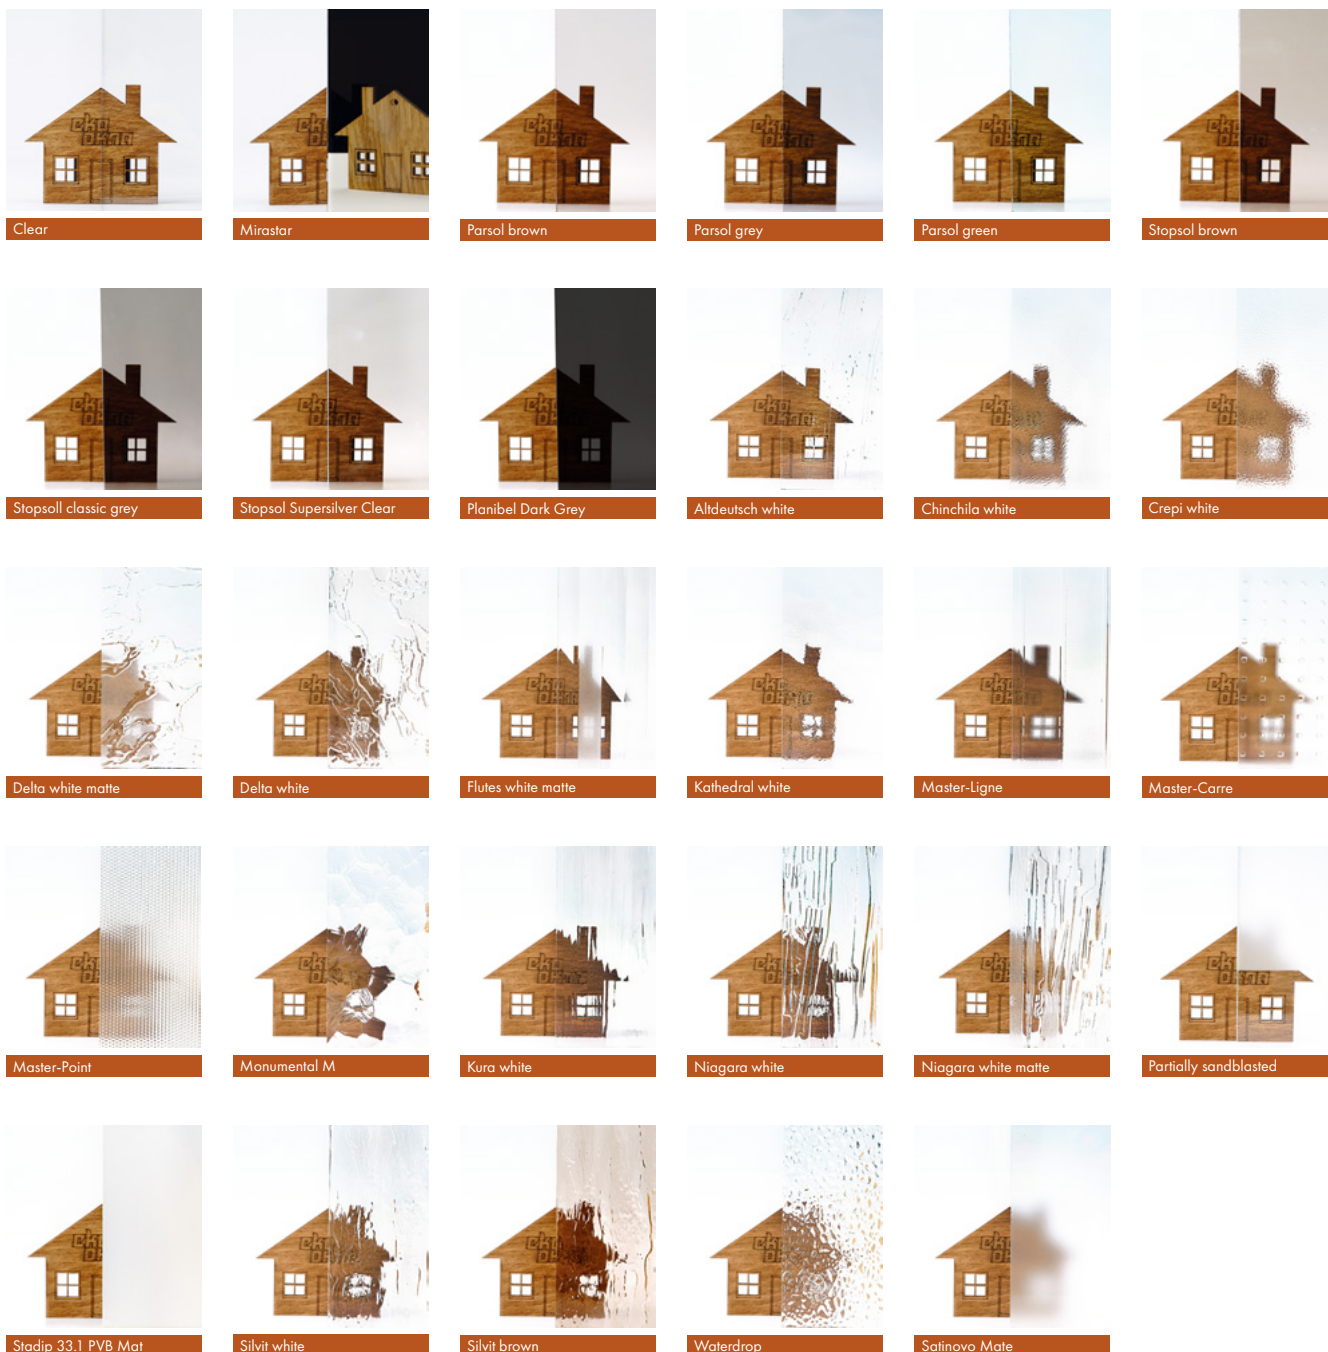 Clear
Mirastar
Parsol brown
Parsol grey
Parsol green
Stopsol brown
Stopsoll classic grey
Stopsol Supersilver Clear
Planibel Dark Grey
Altdeutsch white
Chinchila white
Crepi white
Delta white matte
Delta white
Flutes white matte
Kathedral white
Master-Ligne
Master-Carre
Master-Point
Monumental M
Kura white
Niagara white
Niagara white matte
Partially sandblasted
Stadip 33.1 PVB Mat
Silvit white
Silvit brown
Waterdrop
Satinovo Mate